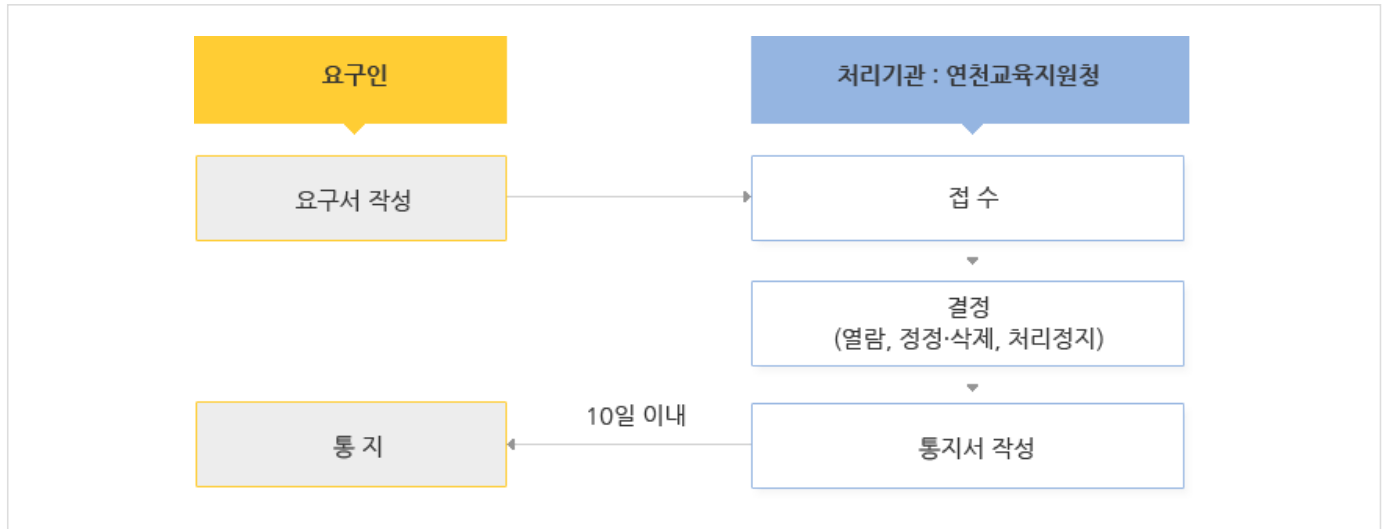 요구인
처리기관 : 연천교육지원청
요구서 작성
접 수
결정
(열람, 정정·삭제, 처리정지)
10일 이내
통 지
통지서 작성